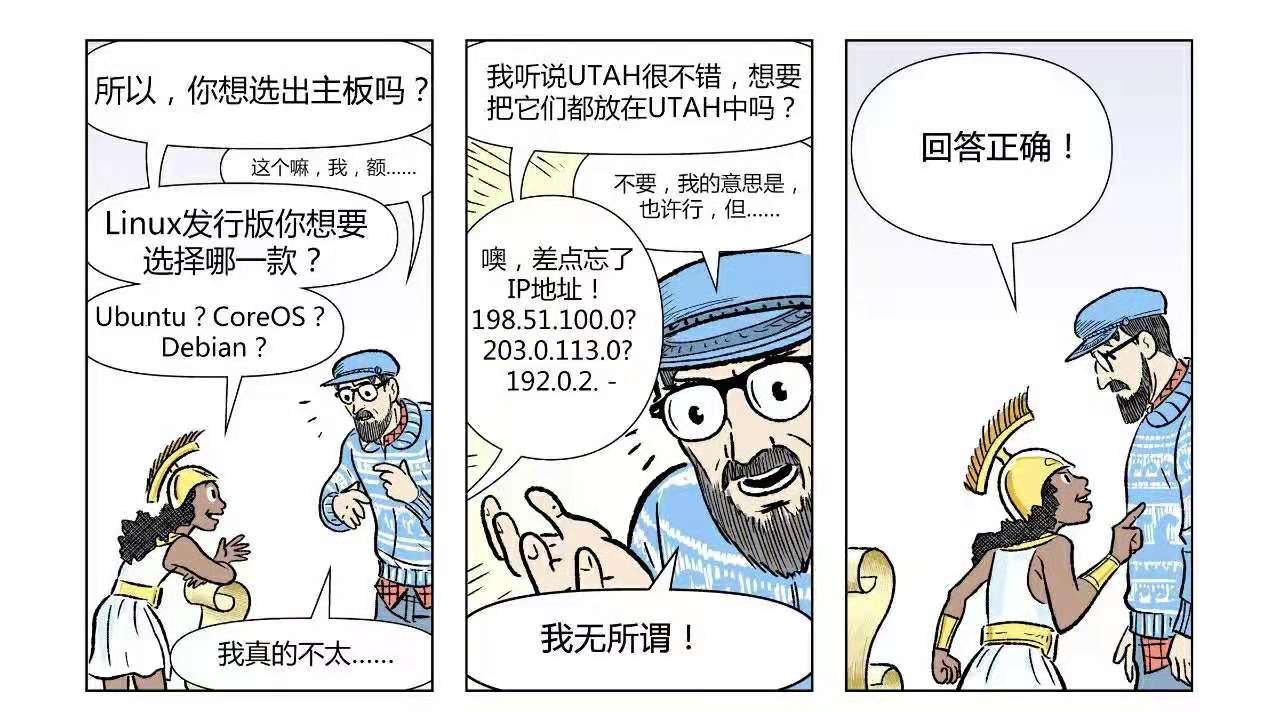 所以，你想选出主板吗？
这个嘛，我，额……
Linux发行版你想要
选择哪一款？
Ubuntu？CoreOS？
Debian？
我真的不太……
我听说UTAH很不错，想要
把它们都放在UTAH中吗？
不要，我的意思是，
也许行，但……
噢，差点忘了
IP地址！
198.51.100.0?
203.0.113.0?
192.0.2. -
我无所谓！
回答正确！